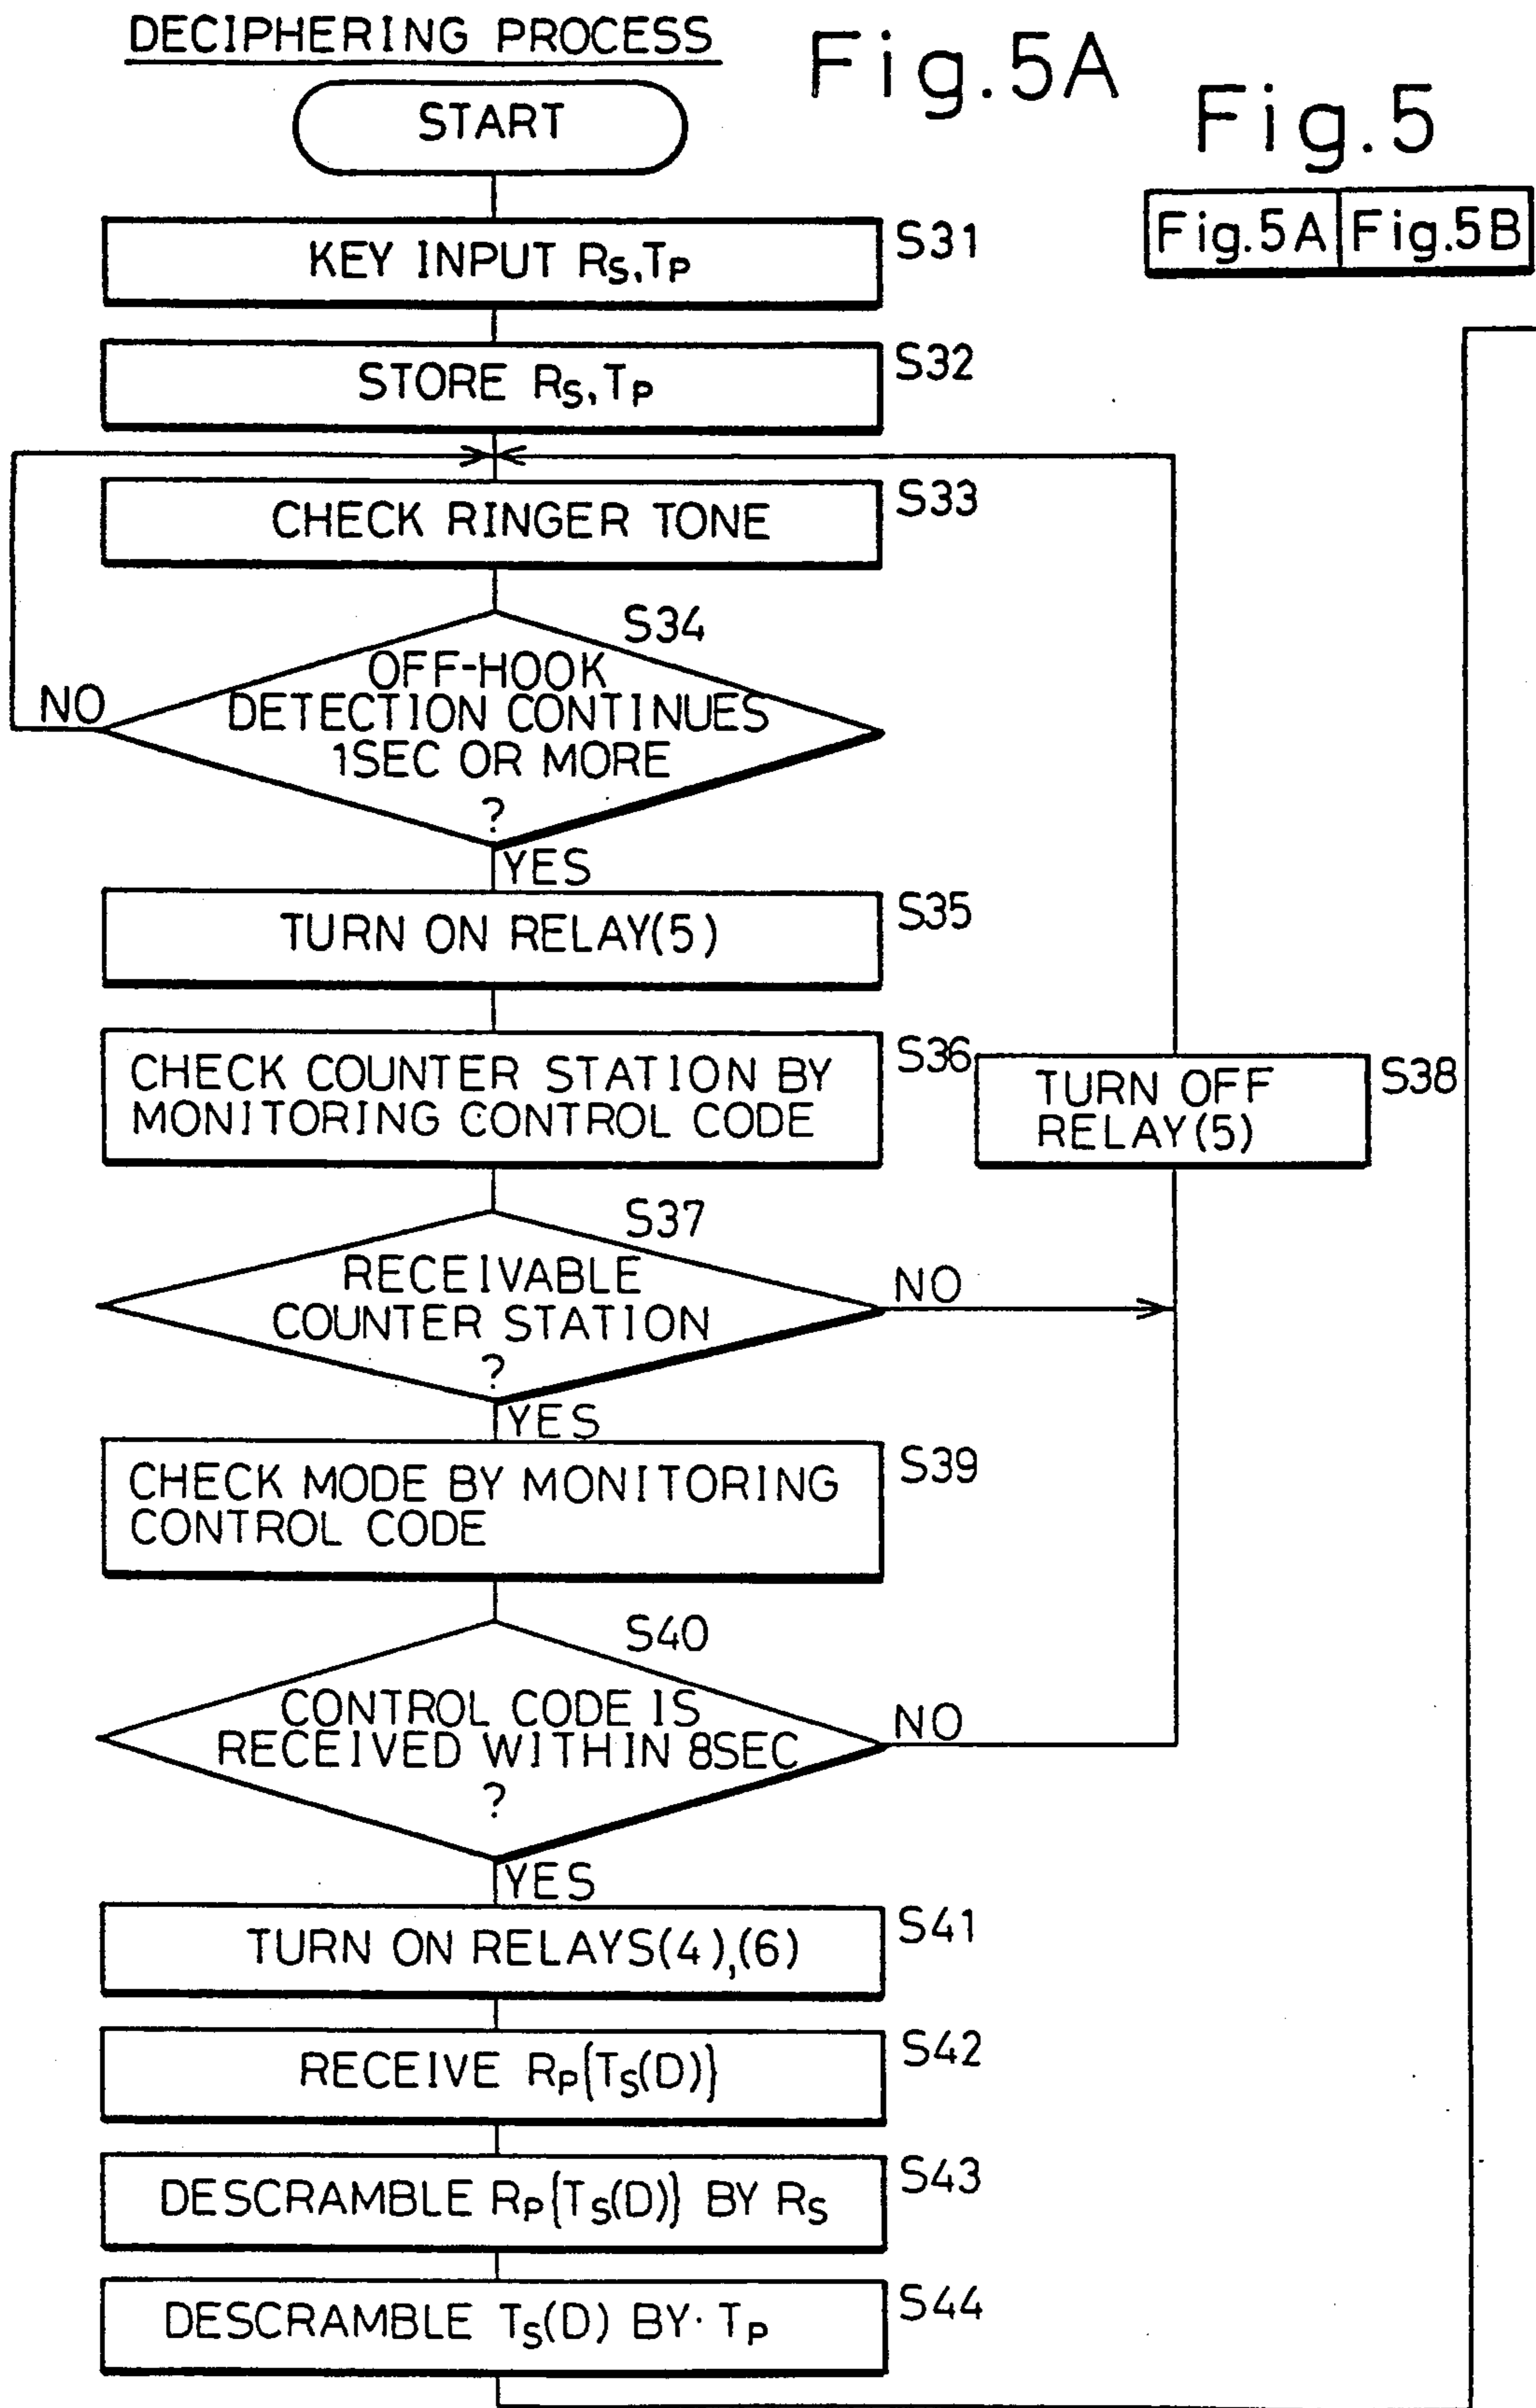 DECIPHERING PROCESS
Fig.5A
Fig.5
Fig.5A Fig.5B
START
KEY INPUT RS,TP
S31
STORE RS,TP
S32
CHECK RINGER TONE
S33
S34
OFF-HOOK
DETECTION CONTINUES
1SEC OR MORE
?
NO
YES
TURN ON RELAY(5)
S35
CHECK COUNTER STATION BY
MONITORING CONTROL CODE
S36
TURN OFF
RELAY(5)
S38
S37
RECEIVABLE
COUNTER STATION
?
NO
YES
CHECK MODE BY MONITORING
CONTROL CODE
S39
S40
CONTROL CODE IS
RECEIVED WITHIN 8SEC
?
NO
YES
TURN ON RELAYS(4),(6)
S41
RECEIVE RP{TS(D)}
S42
DESCRAMBLE RP{TS(D)} BY RS
S43
DESCRAMBLE TS(D) BY TP
S44